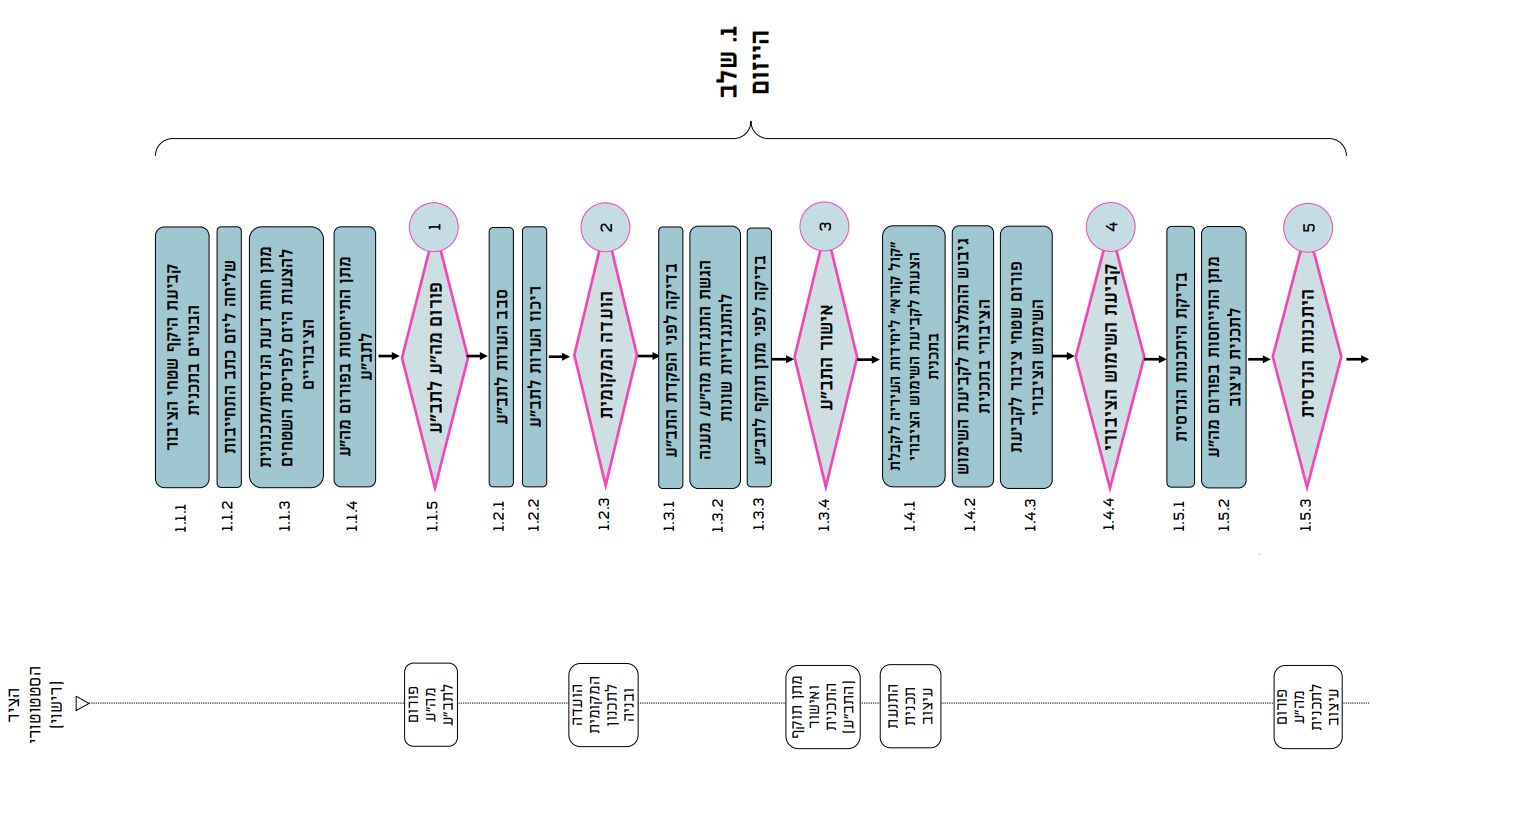 1. שלב
הייזום
קביעת היקף שטחי הציבור
הבנויים בתכנית
1.1.1
שליחה ליזם כתב התחייבות
1.1.2
מתן חוות דעת הנדסית/תכנונית
להצעות היזם לפריסת השטחים
הציבוריים
1.1.3
מתן התייחסות בפורום מה"ע
לתב"ע
1.1.4
1
פורום מה"ע לתב"ע
1.1.5
סבב הערות לתב"ע
1.2.1
ריכוז הערות לתב"ע
1.2.2
2
הועדה המקומית
1.2.3
בדיקה לפני הפקדת התב"ע
1.3.1
הגשת התנגדות מה"ע/ מענה
להתנגדויות שונות
1.3.2
בדיקה לפני מתן תוקף לתב"ע
1.3.3
3
אישור התב"ע
1.3.4
"קול קורא" ליחידות העירייה לקבלת
הצעות לקביעת השימוש הציבורי
בתכנית
1.4.1
גיבוש ההמלצות לקביעת השימוש
הציבורי בתכנית
1.4.2
פורום שטחי ציבור לקביעת
השימוש הציבורי
1.4.3
4
קביעת השימוש הציבורי
1.4.4
בדיקת היתכנות הנדסית
1.5.1
מתן התייחסות בפורום מה"ע
לתכנית עיצוב
1.5.2
5
היתכנות הנדסית
1.5.3
הציר
הסטטוטורי
(רישוי)
פורום
מה"ע
לתב"ע
הועדה
המקומית
לתכנון
ובניה
מתן תוקף
ואישור
התכנית
(התב"ע)
התנעת
תכנית
עיצוב
פורום
מה"ע
לתכנית
עיצוב